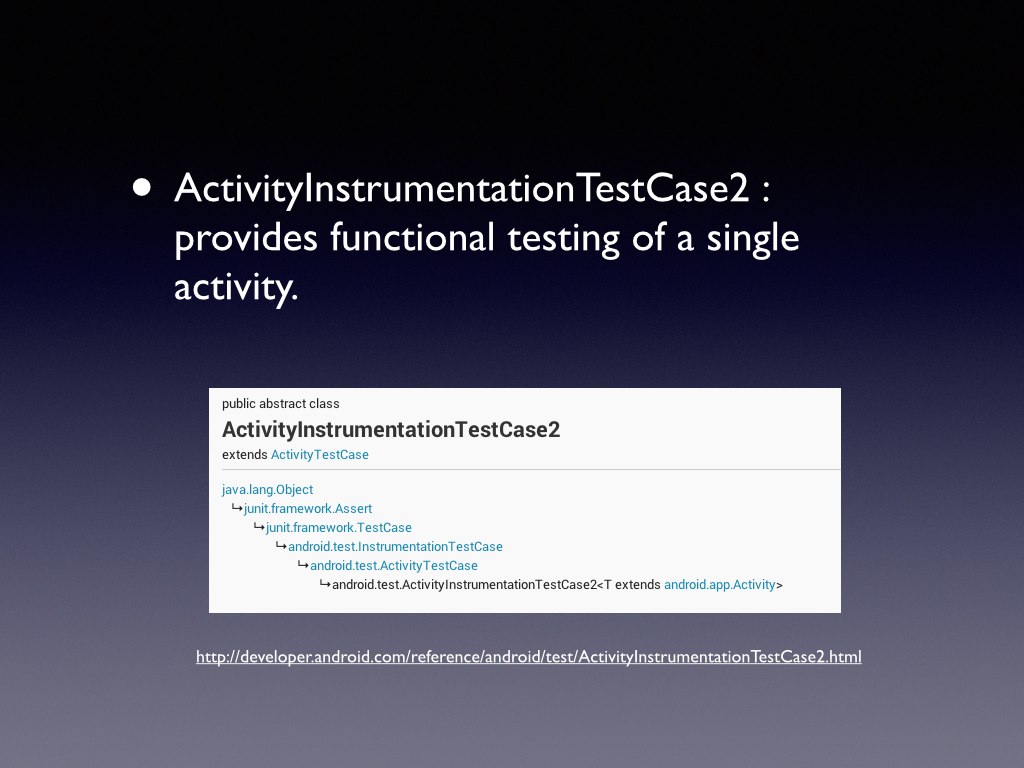 • ActivityInstrumentationTestCase2 :
provides functional testing of a single
activity.
public abstract class
ActivityInstrumentationTestCase2
extends ActivityTestCase
java.lang.Object
↳junit.framework.Assert
↳junit.framework.TestCase
↳android.test.InstrumentationTestCase
↳android.test.ActivityTestCase
↳android.test.ActivityInstrumentationTestCase2<T extends android.app.Activity>
http://developer.android.com/reference/android/test/ActivityInstrumentationTestCase2.html